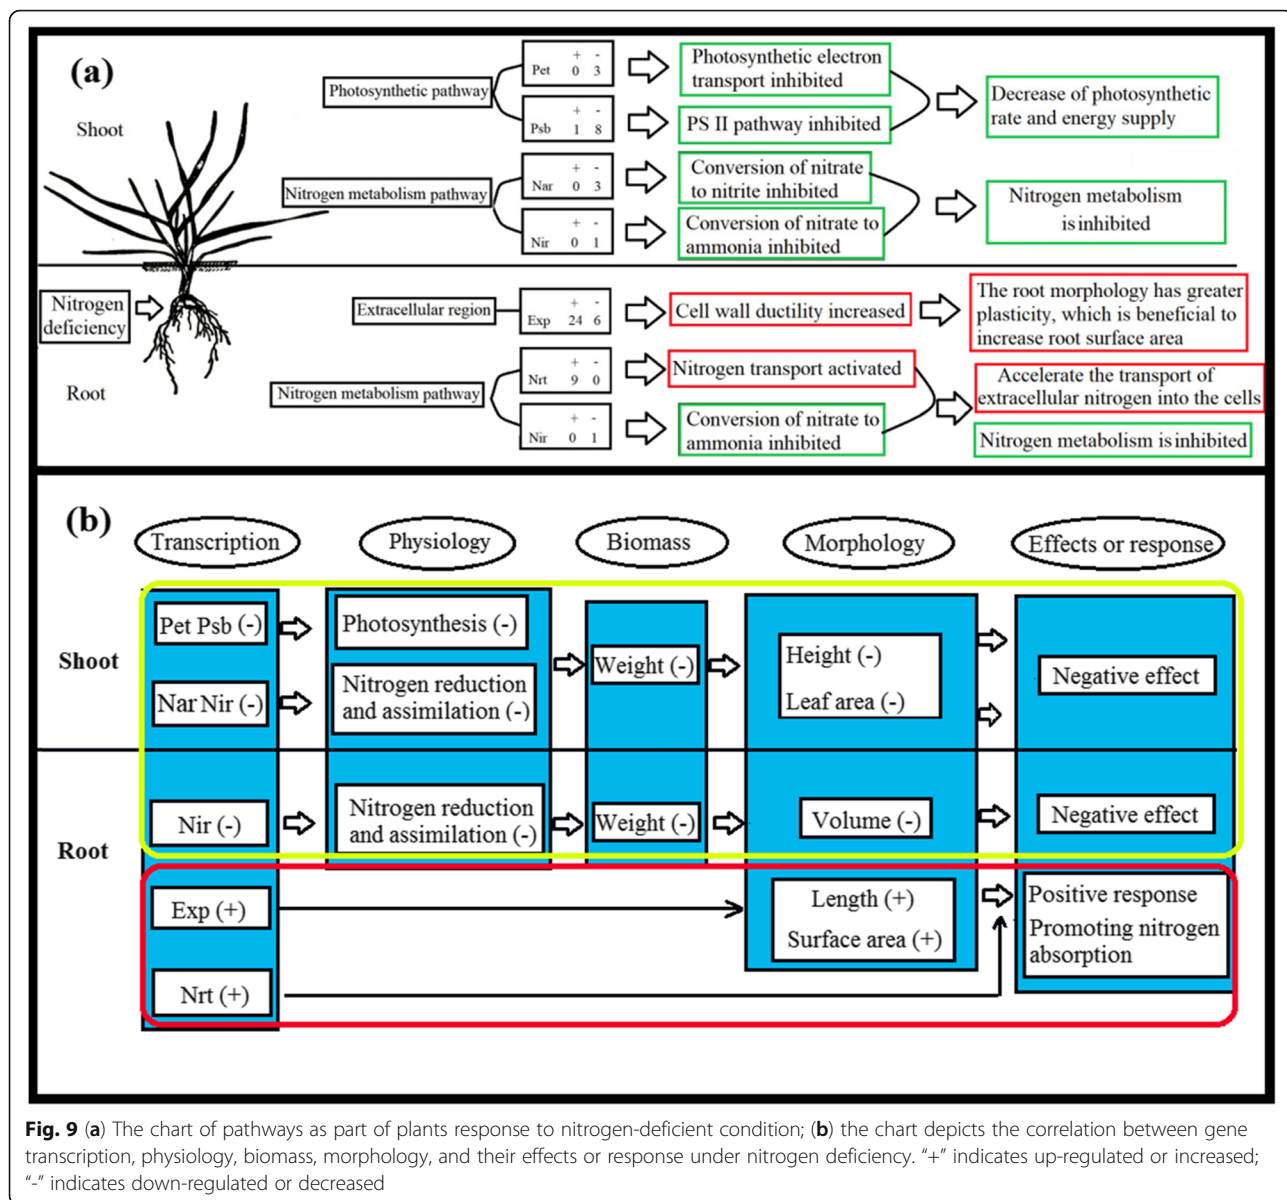 (a)
Shoot
Photosynthetic pathway
+ -
Pet 0 3
Photosynthetic electron
transport inhibited
+ -
Psb 1 8
PS II pathway inhibited
Decrease of photosynthetic
rate and energy supply
Nitrogen metabolism pathway
+ -
Nar 0 3
Conversion of nitrate
to nitrite inhibited
+ -
Nir 0 1
Conversion of nitrate to
ammonia inhibited
Nitrogen metabolism
is inhibited
Nitrogen
deficiency
Root
Extracellular region
+ -
Exp 24 6
Cell wall ductility increased
The root morphology has greater
plasticity, which is beneficial to
increase root surface area
Nitrogen metabolism pathway
+ -
Nrt 9 0
Nitrogen transport activated
+ -
Nir 0 1
Conversion of nitrate to
ammonia inhibited
Accelerate the transport of
extracellular nitrogen into the cells
Nitrogen metabolism is inhibited
(b)
Transcription
Physiology
Biomass
Morphology
Effects or response
Shoot
Pet Psb (-)
Photosynthesis (-)
Nar Nir (-)
Nitrogen reduction
and assimilation (-)
Weight (-)
Height (-)
Leaf area (-)
Negative effect
Root
Nir (-)
Nitrogen reduction
and assimilation (-)
Weight (-)
Volume (-)
Negative effect
Exp (+)
Length (+)
Surface area (+)
Positive response
Promoting nitrogen
absorption
Nrt (+)
Fig. 9 (a) The chart of pathways as part of plants response to nitrogen-deficient condition; (b) the chart depicts the correlation between gene
transcription, physiology, biomass, morphology, and their effects or response under nitrogen deficiency. “+” indicates up-regulated or increased;
“-” indicates down-regulated or decreased